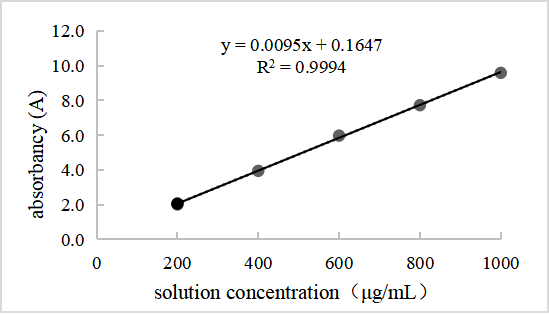 y = 0.0095x + 0.1647
R² = 0.9994
absorbancy (A)
12.0
10.0
8.0
6.0
4.0
2.0
0.0
0 200 400 600 800 1000
solution concentration（μg/mL）